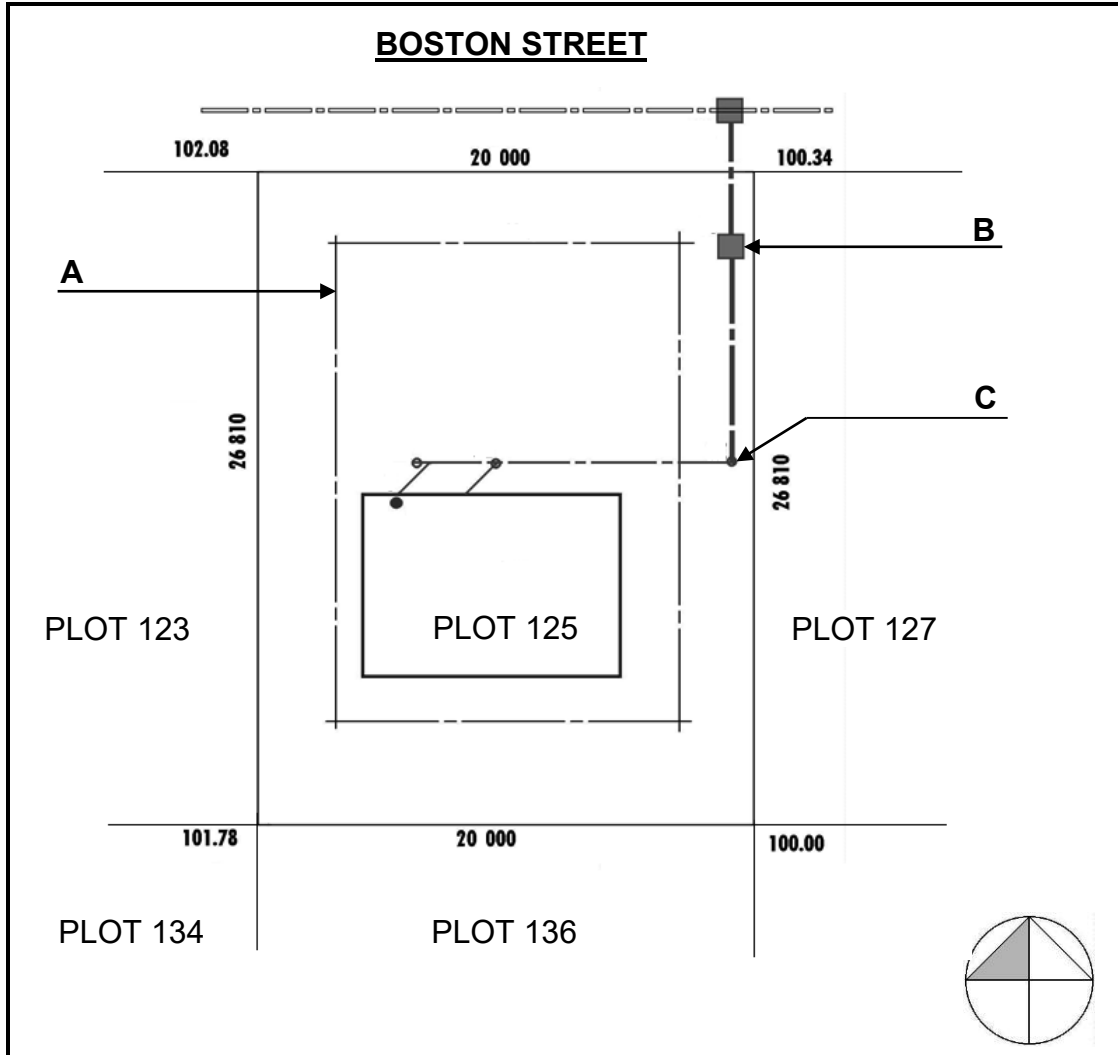 BOSTON STREET
102.08
20 000
100.34
B
A
C
26 810
26 810
PLOT 123
PLOT 125
PLOT 127
101.78
20 000
100.00
PLOT 134
PLOT 136